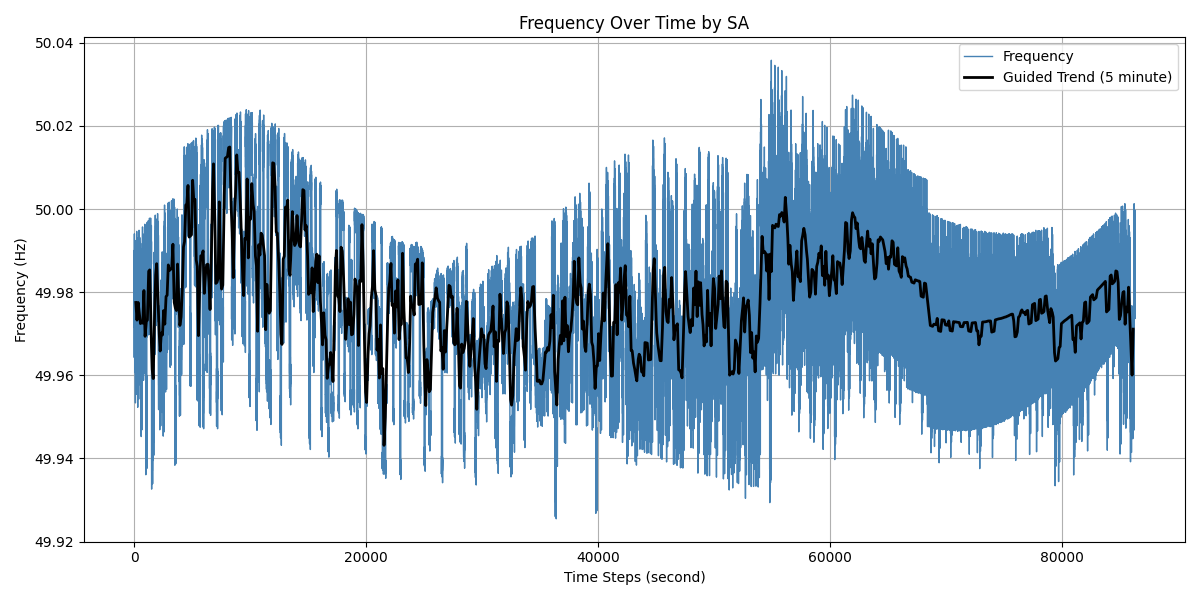 Frequency Over Time by SA
50.04
50.02
50.00
49.98
49.96
49.94
49.92
Frequency (Hz)
Frequency
Guided Trend (5 minute)
0
20000
40000
60000
80000
Time Steps (second)